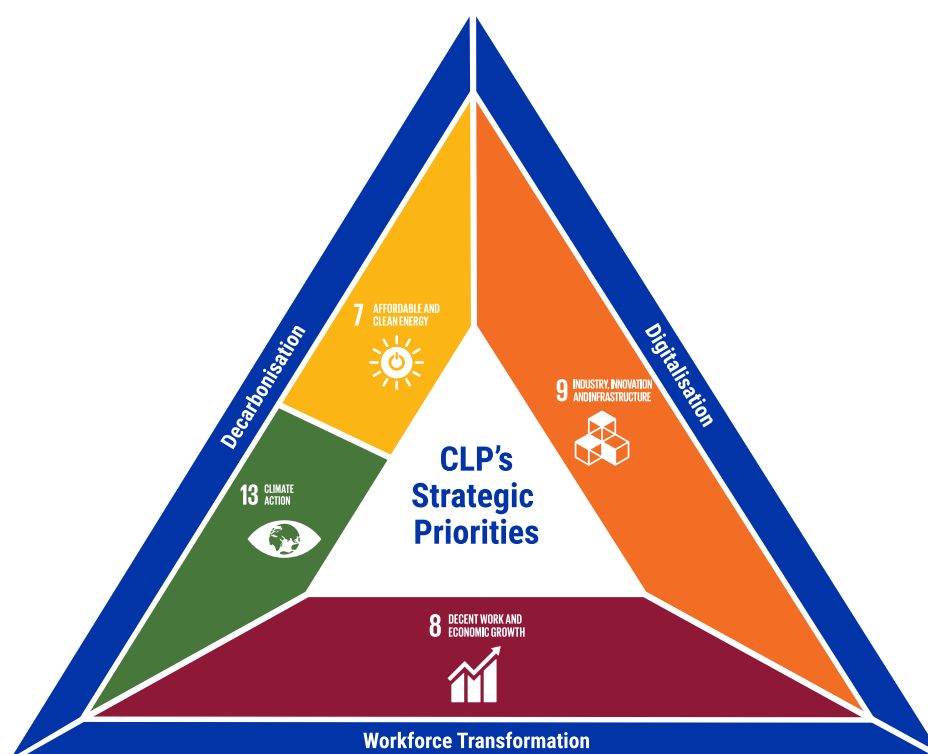 7 AFFORDABLE AND
CLEAN ENERGY
Decarbonisation
Digitalisation
9 INDUSTRY, INNOVATION
AND INFRASTRUCTURE
CLP's
Strategic
Priorities
13 CLIMATE
ACTION
8 DECENT WORK AND
ECONOMIC GROWTH
Workforce Transformation